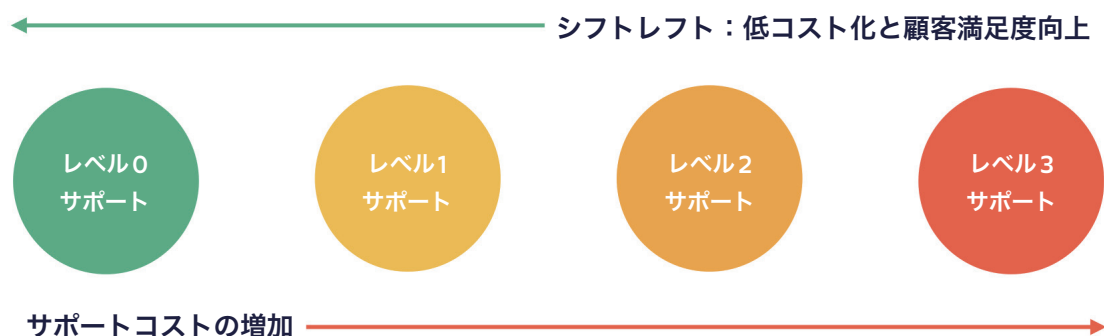 シフトレフト：低コスト化と顧客満足度向上
レベル0
サポート
レベル1
サポート
レベル2
サポート
レベル3
サポート
サポートコストの増加